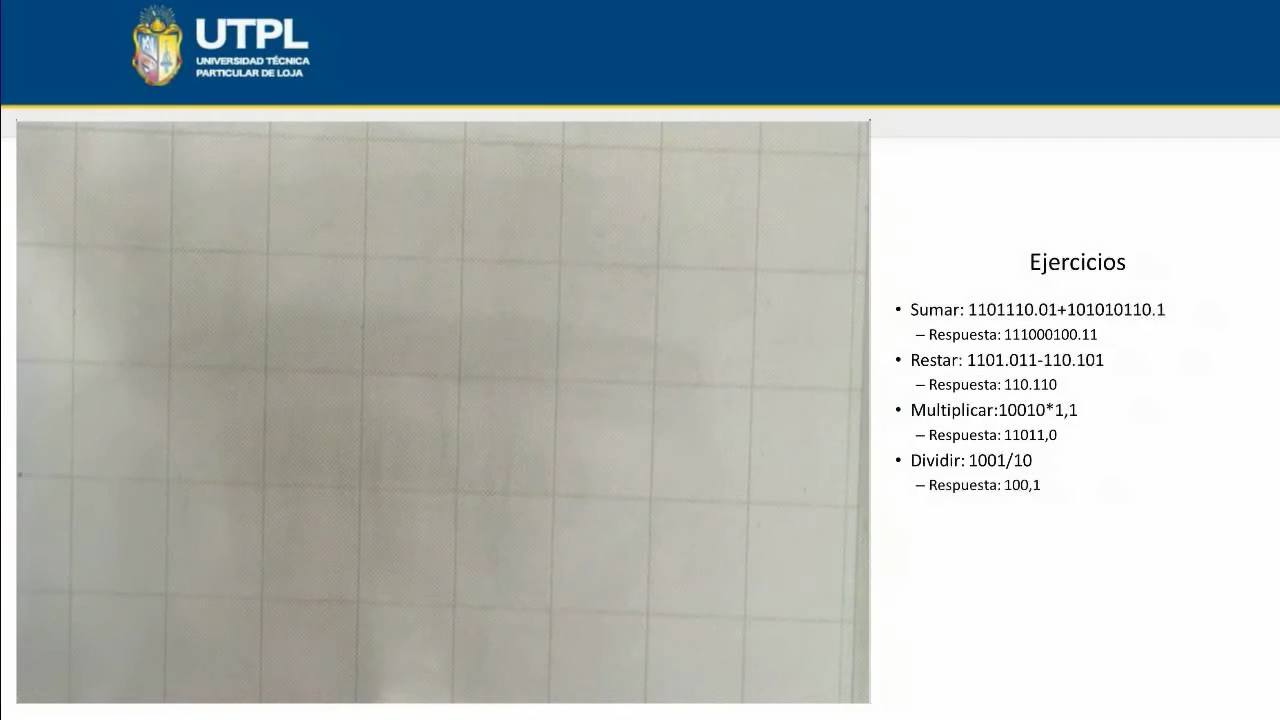 UTPL
UNIVERSIDAD TÉCNICA
PARTICULAR DE LOJA
Ejercicios
• Sumar: 1101110.01+101010110.1
– Respuesta: 111000100.11
• Restar: 1101.011-110.101
– Respuesta: 110.110
• Multiplicar:10010*1,1
– Respuesta: 11011,0
• Dividir: 1001/10
– Respuesta: 100,1